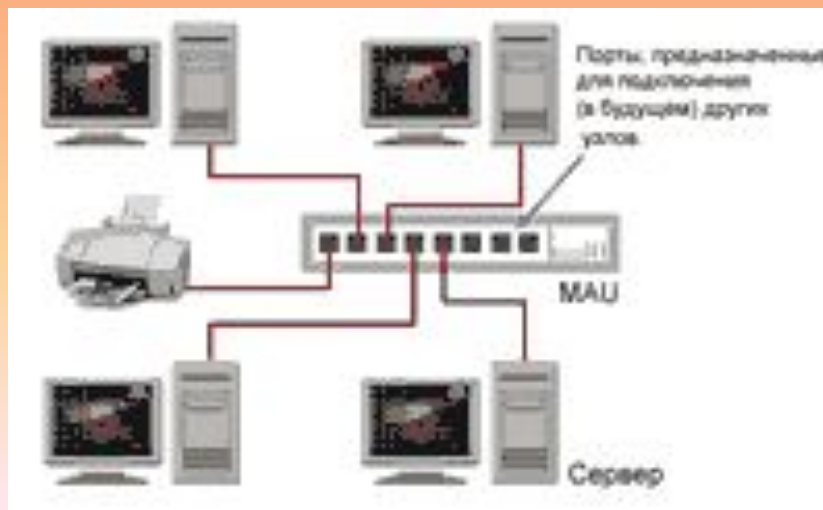 Порты, предназначенные
для подключения
(в будущем) других
узлов
MAU
Сервер